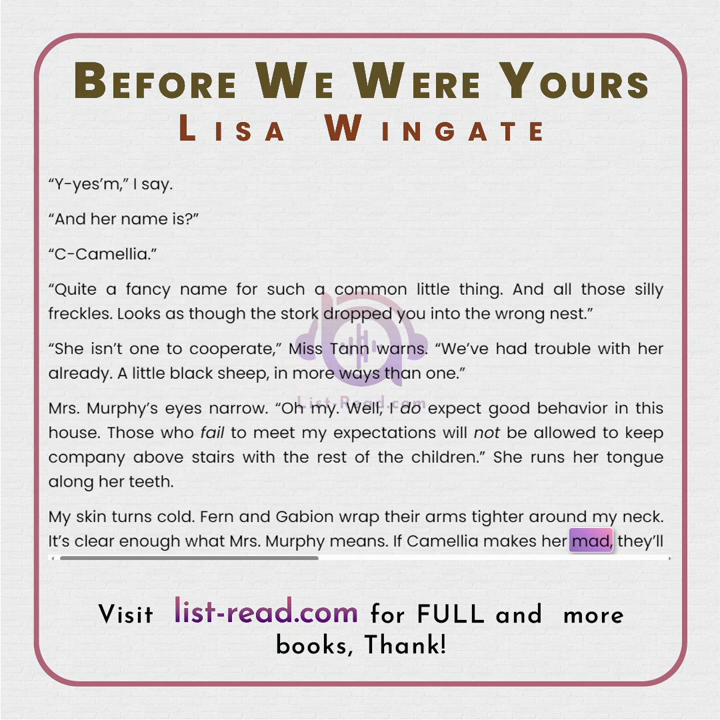 BEFORE WE WERE YOURS
LISA WINGATE
“Y-yes’m,” I say.
“And her name is?”
“C-Camellia.”
“Quite a fancy name for such a common little thing. And all those silly
freckles. Looks as though the stork dropped you into the wrong nest.”
“She isn’t one to cooperate,” Miss Tann warns. “We’ve had trouble with her
already. A little black sheep, in more ways than one.”
List-Read.com
Mrs. Murphy’s eyes narrow. “Oh my. Well, I do expect good behavior in this
house. Those who fail to meet my expectations will not be allowed to keep
company above stairs with the rest of the children.” She runs her tongue
along her teeth.
My skin turns cold. Fern and Gabion wrap their arms tighter around my neck.
It’s clear enough what Mrs. Murphy means. If Camellia makes her mad, they’ll
Visit list-read.com for FULL and more
books, Thank!